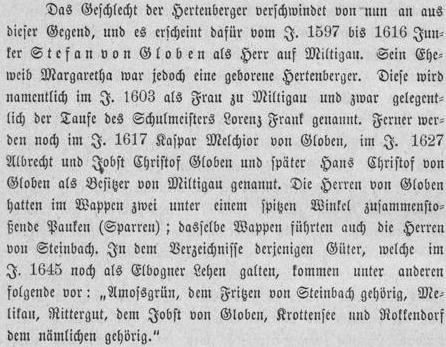 Das Geschlecht der Hertenberger verschwindet von nun an aus
dieser Gegend, und es erscheint dafür vom J. 1597 bis 1616 Jun-
ker Stefan von Globen als Herr auf Miltigau. Sein Ehe-
weib Margaretha war jedoch eine geborene Hertenberger. Diese wird
namentlich im J. 1603 als Frau zu Miltigau und zwar gelegent-
lich der Taufe des Schulmeisters Lorenz Frank genannt. Ferner wer-
den noch im J. 1617 Kaspar Melchior von Globen, im J. 1627
Albrecht und Jobst Christof Globen und später Hans Christof von
Globen als Besitzer von Miltigau genannt. Die Herren von Globen
hatten im Wappen zwei unter einem spitzen Winkel zusammensto-
ßende Pauken (Sparren); dasselbe Wappen führten auch die Herren
von Steinbach. In dem Verzeichnisse derjenigen Güter, welche im
J. 1645 noch als Elbogner Lehen galten, kommen unter anderen
folgende vor: „Amossgrün, dem Fritzen von Steinbach gehörig, Me-
likau, Rittergut, dem Jobst von Globen, Krottensee und Rokkendorf
dem nämlichen gehörig.“